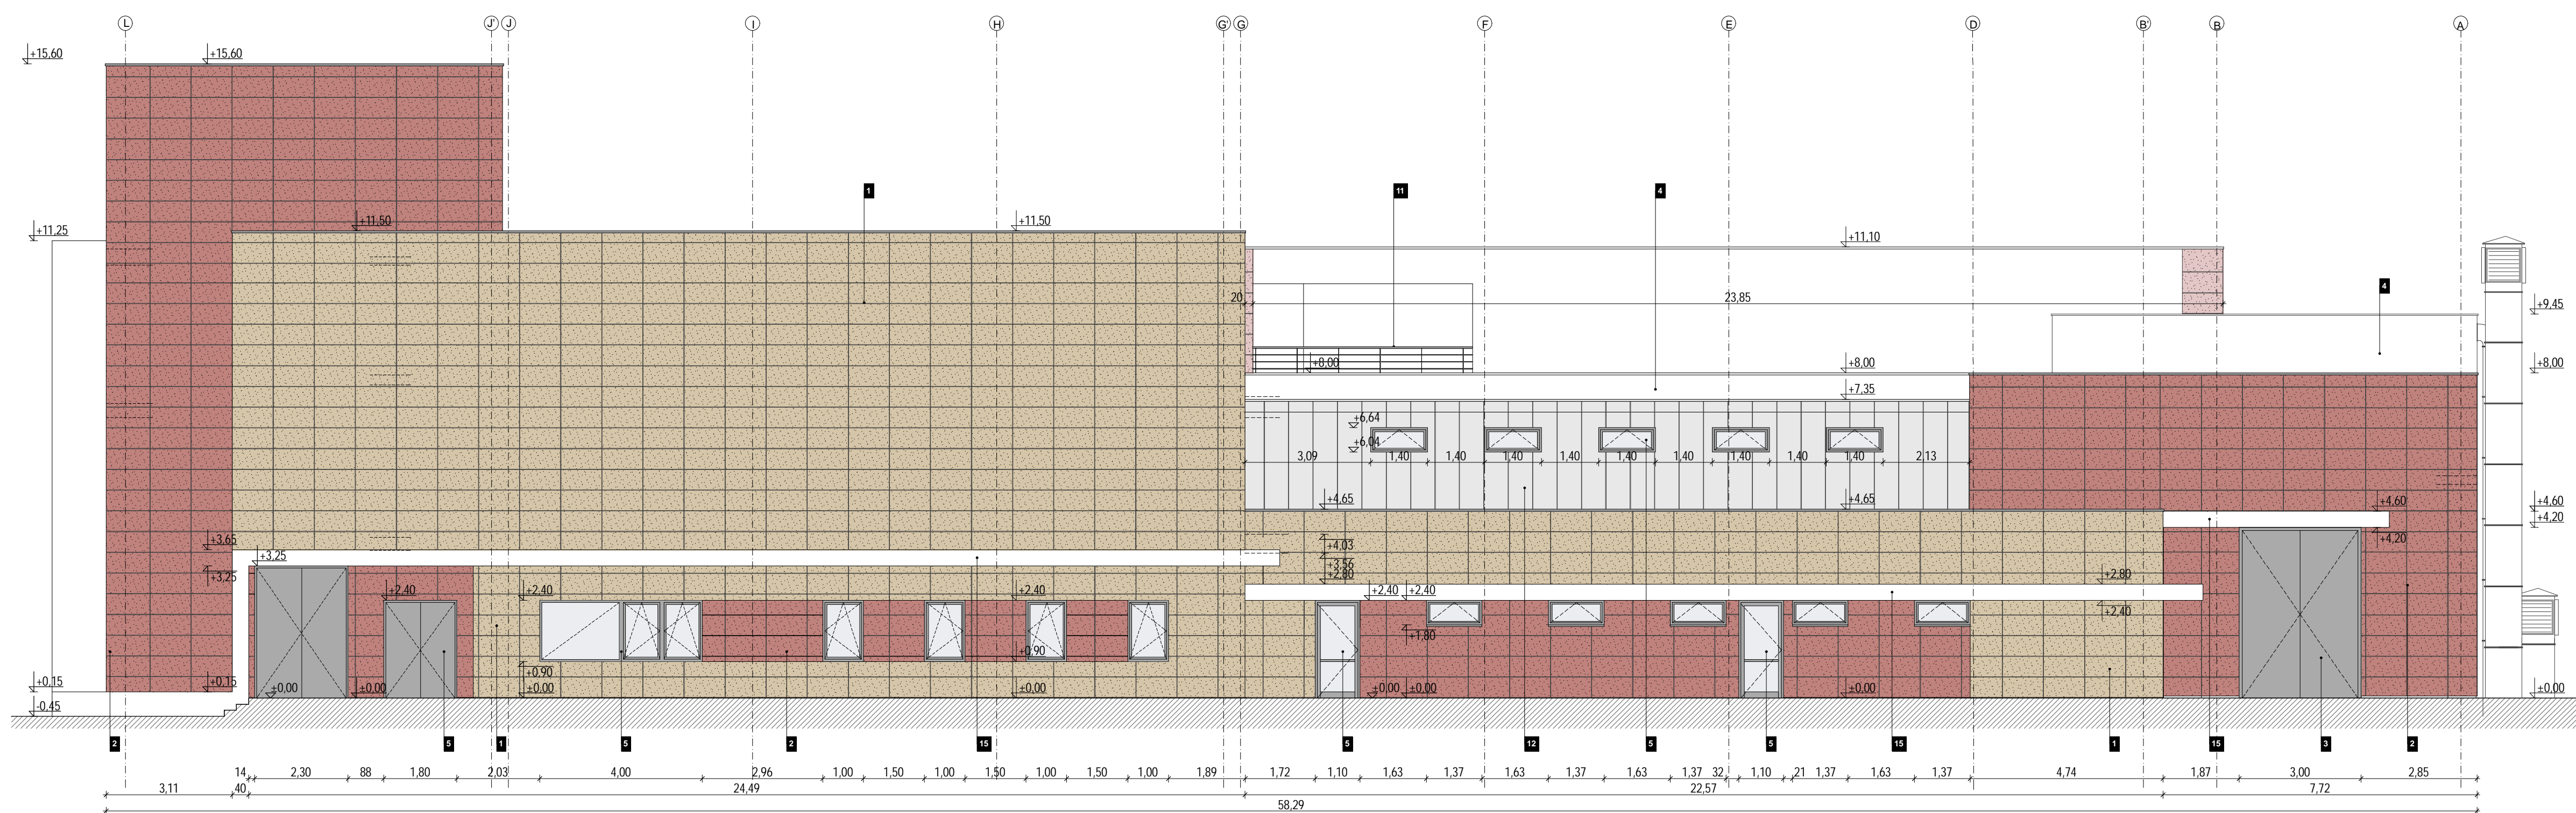 L J' J I H G' G F E D B' B A
+15,60 +15,60
1 11 4
+11,25 +11,50 +11,50 +11,10
4
20 23,85 +9,45
+8,00 +8,00 +8,00
+7,35
+6,64
+6,04
3,09 1,40 1,40 1,40 1,40 1,40 1,40 1,40 1,40 1,40 2,13
+4,65 +4,65 +4,60 +4,60
+4,20
+4,03 +4,20
+3,65 +3,25 +3,56
+3,25 +2,80 +2,80
+2,40 +2,40 +2,40 +2,40 +2,40
+2,40
+1,80
+0,90
+0,90
+0,15 +0,15 ±0,00 ±0,00 ±0,00 ±0,00 ±0,00 ±0,00 ±0,00 ±0,00
-0,45
2 5 1 5 2 15 5 12 5 5 15 1 15 3 2
14 2,30 88 1,80 2,03 4,00 2,96 1,00 1,50 1,00 1,50 1,00 1,50 1,00 1,89 1,72 1,10 1,63 1,37 1,63 1,37 1,63 1,37 32 1,10 21 1,37 1,63 1,37 4,74 1,87 3,00 2,85
3,11 40 24,49 22,57 7,72
58,29